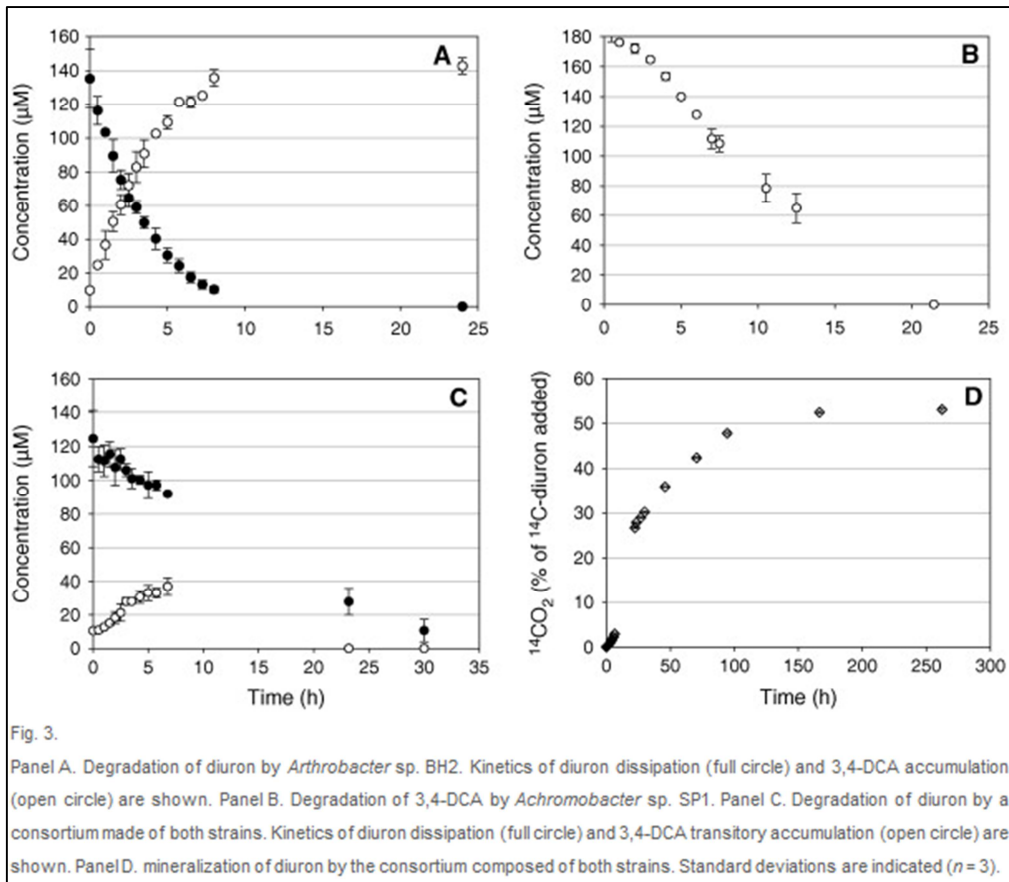 160
140
120
100
80
60
40
20
0
Concentration (µM)
A
0 5 10 15 20 25
180
160
140
120
100
80
60
40
20
0
Concentration (µM)
B
0 5 10 15 20 25
160
140
120
100
80
60
40
20
0
Concentration (µM)
C
0 5 10 15 20 25 30 35
Time (h)
60
50
40
30
20
10
0
¹⁴CO₂ (% of ¹⁴C-diuron added)
D
0 50 100 150 200 250 300
Time (h)
Fig. 3.
Panel A. Degradation of diuron by Arthrobacter sp. BH2. Kinetics of diuron dissipation (full circle) and 3,4-DCA accumulation
(open circle) are shown. Panel B. Degradation of 3,4-DCA by Achromobacter sp. SP1. Panel C. Degradation of diuron by a
consortium made of both strains. Kinetics of diuron dissipation (full circle) and 3,4-DCA transitory accumulation (open circle) are
shown. Panel D. mineralization of diuron by the consortium composed of both strains. Standard deviations are indicated (n = 3).